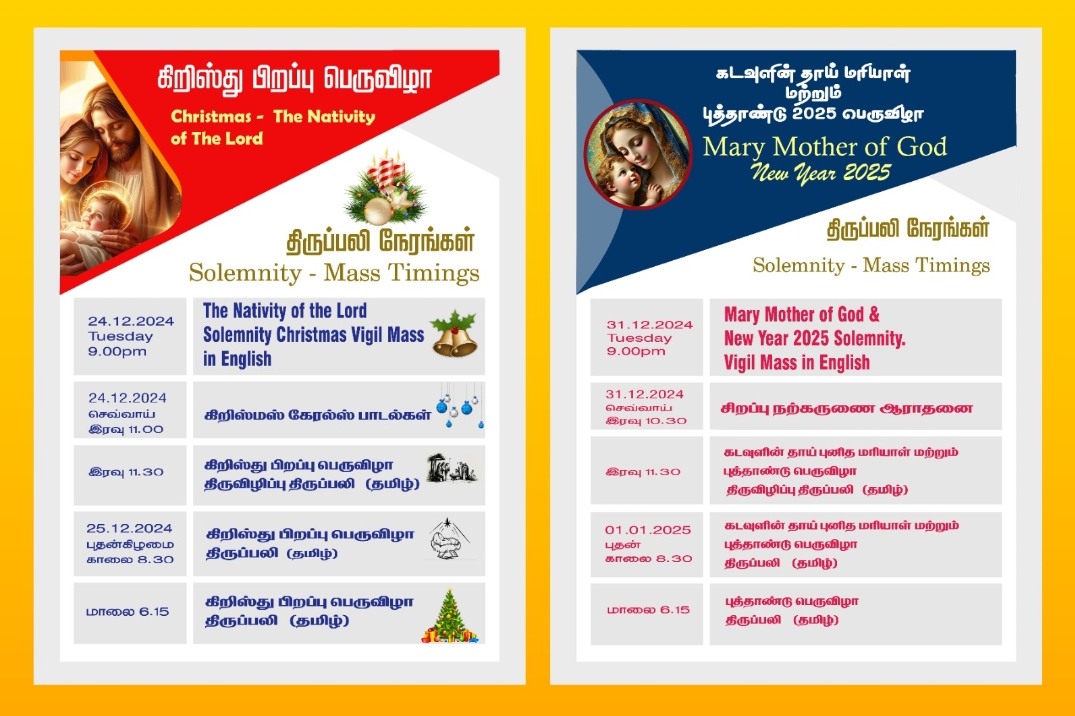 கிறிஸ்து பிறப்பு பெருவிழா
Christmas - The Nativity
of The Lord
திருப்பலி நேரங்கள்
Solemnity - Mass Timings
24.12.2024
Tuesday
9.00pm
The Nativity of the Lord
Solemnity Christmas Vigil Mass
in English
24.12.2024
செவ்வாய்
இரவு 11.00
கிறிஸ்மஸ் கேரல்ஸ் பாடல்கள்
இரவு 11.30
கிறிஸ்து பிறப்பு பெருவிழா
திருவிழிப்பு திருப்பலி (தமிழ்)
25.12.2024
புதன்கிழமை
காலை 8.30
கிறிஸ்து பிறப்பு பெருவிழா
திருப்பலி (தமிழ்)
மாலை 6.15
கிறிஸ்து பிறப்பு பெருவிழா
திருப்பலி (தமிழ்)
கடவுளின் தாய் மரியாள்
மற்றும்
புத்தாண்டு 2025 பெருவிழா
Mary Mother of God
New Year 2025
திருப்பலி நேரங்கள்
Solemnity - Mass Timings
31.12.2024
Tuesday
9.00pm
Mary Mother of God &
New Year 2025 Solemnity.
Vigil Mass in English
31.12.2024
செவ்வாய்
இரவு 10.30
சிறப்பு நற்கருணை ஆராதனை
இரவு 11.30
கடவுளின் தாய் புனித மரியாள் மற்றும்
புத்தாண்டு பெருவிழா
திருவிழிப்பு திருப்பலி (தமிழ்)
01.01.2025
புதன்
காலை 8.30
கடவுளின் தாய் புனித மரியாள் மற்றும்
புத்தாண்டு பெருவிழா
திருப்பலி (தமிழ்)
மாலை 6.15
புத்தாண்டு பெருவிழா
திருப்பலி (தமிழ்)